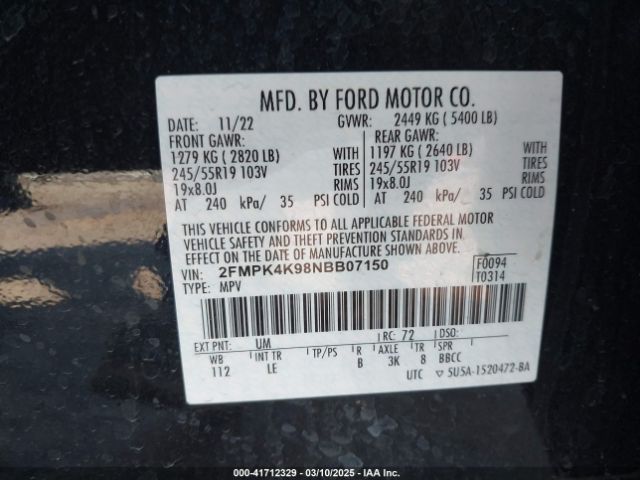 MFD. BY FORD MOTOR CO.
DATE: 11/22 GVWR: 2449 KG ( 5400 LB)
FRONT GAWR: REAR GAWR:
1279 KG ( 2820 LB) WITH 1197 KG ( 2640 LB) WITH
245/55R19 103V TIRES 245/55R19 103V TIRES
19x8.0J RIMS 19x8.0J RIMS
AT 240 kPa/ 35 PSI COLD AT 240 kPa/ 35 PSI COLD
THIS VEHICLE CONFORMS TO ALL APPLICABLE FEDERAL MOTOR
VEHICLE SAFETY AND THEFT PREVENTION STANDARDS IN
EFFECT ON THE DATE OF MANUFACTURE SHOWN ABOVE.
VIN: 2FMPK4K98NBB07150 F0094
TYPE: MPV T0314
EXT PNT: UM RC: 72 DSO:
WB INT TR TP/PS R AXLE TR SPR
112 LE B 3K 8 BBCC
UTC ▽ 5U5A-1520472-BA
000-41712329 - 03/10/2025 - IAA Inc.